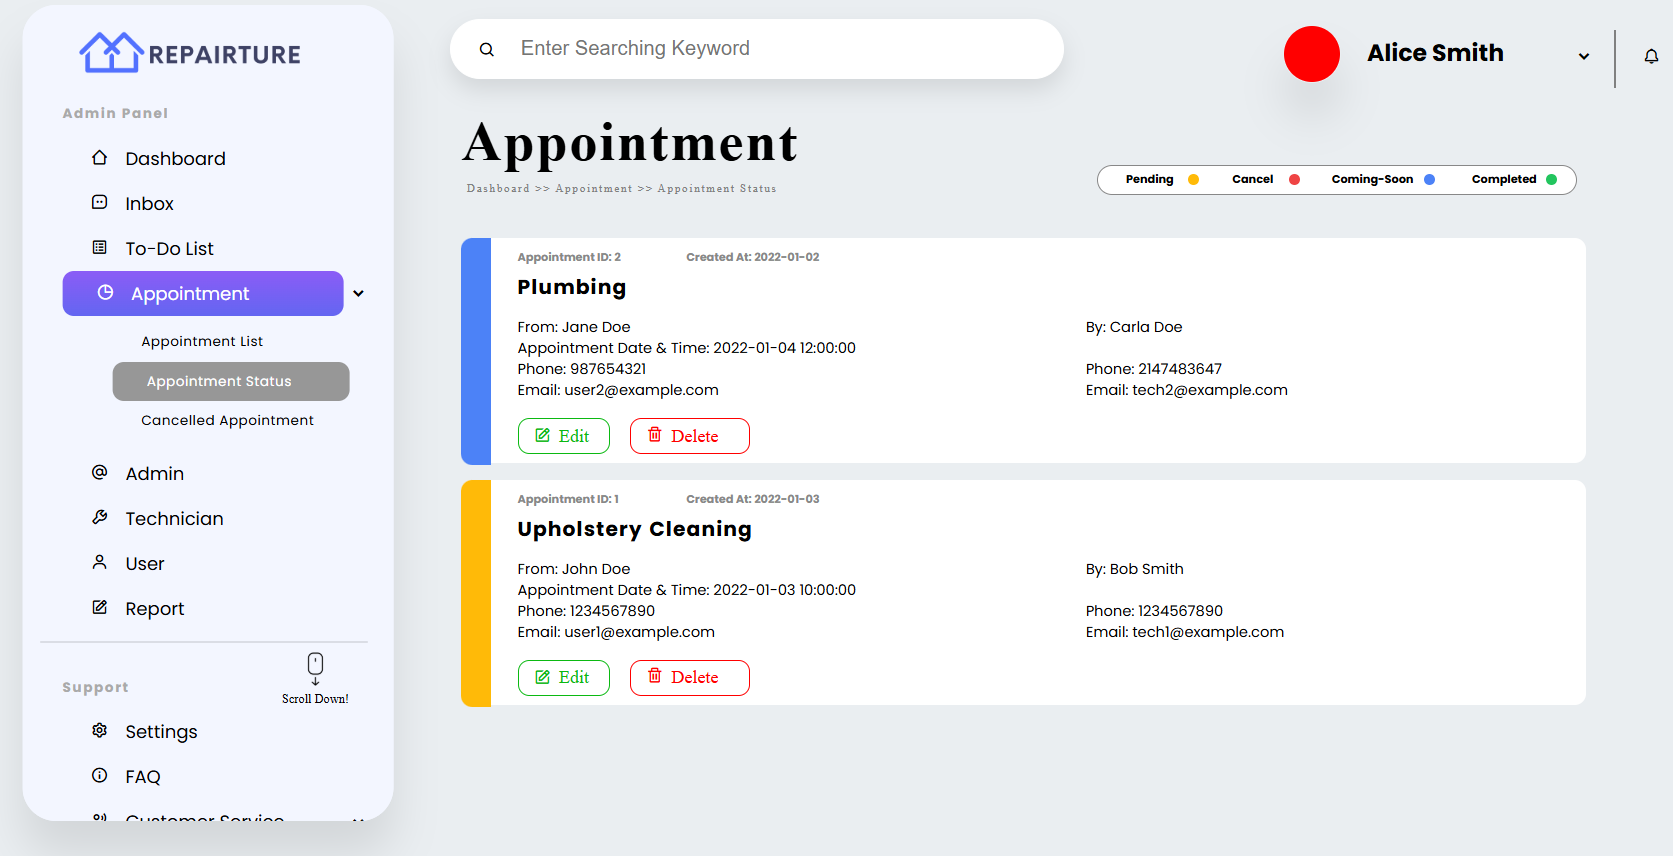 REPAIRTURE
Admin Panel
Dashboard
Inbox
To-Do List
Appointment
Appointment List
Appointment Status
Cancelled Appointment
Admin
Technician
User
Report
Support
Scroll Down!
Settings
FAQ
Customer Service
Enter Searching Keyword
Alice Smith
Appointment
Dashboard >> Appointment >> Appointment Status
Pending Cancel Coming-Soon Completed
Appointment ID: 2 Created At: 2022-01-02
Plumbing
From: Jane Doe By: Carla Doe
Appointment Date & Time: 2022-01-04 12:00:00
Phone: 987654321 Phone: 2147483647
Email: user2@example.com Email: tech2@example.com
Edit Delete
Appointment ID: 1 Created At: 2022-01-03
Upholstery Cleaning
From: John Doe By: Bob Smith
Appointment Date & Time: 2022-01-03 10:00:00
Phone: 1234567890 Phone: 1234567890
Email: user1@example.com Email: tech1@example.com
Edit Delete